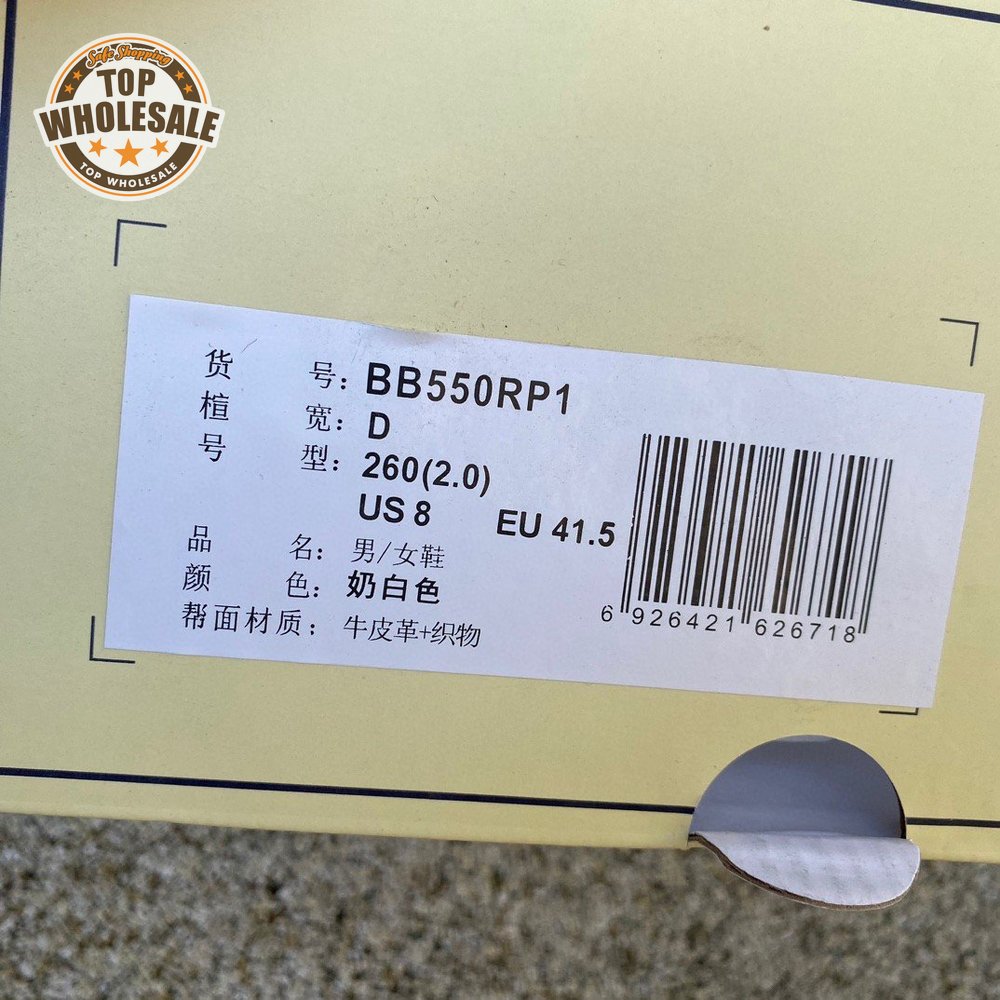 Safe Shopping
TOP
WHOLESALE
TOP WHOLESALE
货 号: BB550RP1
楦 宽: D
号 型: 260(2.0)
US 8 EU 41.5
品 名: 男/女鞋
颜 色: 奶白色
帮面材质: 牛皮革+织物
6 926421 626718